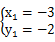 {x₁ = −3
{y₁ = −2